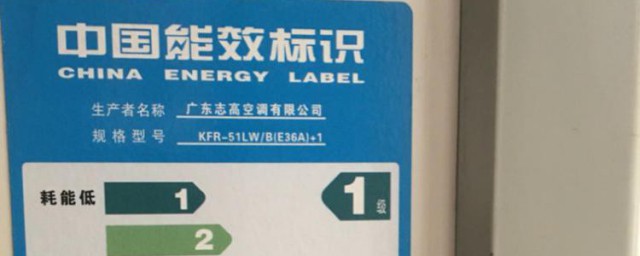 中国能效标识
CHINA ENERGY LABEL
生产者名称 广东志高空调有限公司
规格型号 KFR-51LW/B(E36A)+1
耗能低 1 1级
2